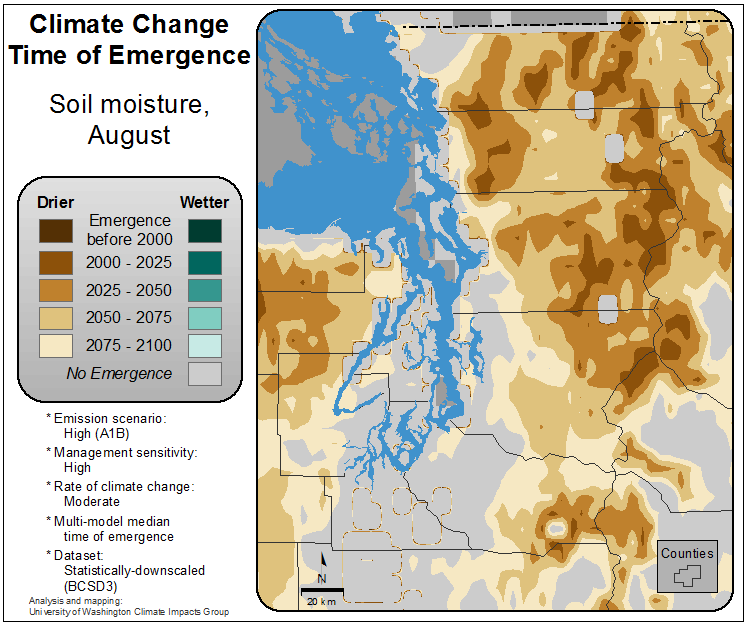 Climate Change
Time of Emergence
Soil moisture,
August
Drier
Wetter
Emergence
before 2000
2000 - 2025
2025 - 2050
2050 - 2075
2075 - 2100
No Emergence
* Emission scenario:
High (A1B)
* Management sensitivity:
High
* Rate of climate change:
Moderate
* Multi-model median
time of emergence
* Dataset:
Statistically-downscaled
(BCSD3)
Analysis and mapping:
University of Washington Climate Impacts Group
N
20 km
Counties